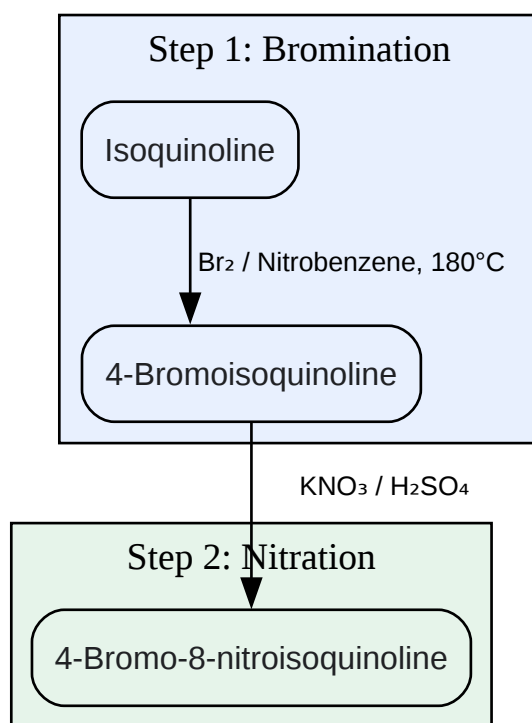 Step 1: Bromination
Isoquinoline
Br₂ / Nitrobenzene, 180°C
4-Bromoisoquinoline
KNO₃ / H₂SO₄
Step 2: Nitration
4-Bromo-8-nitroisoquinoline